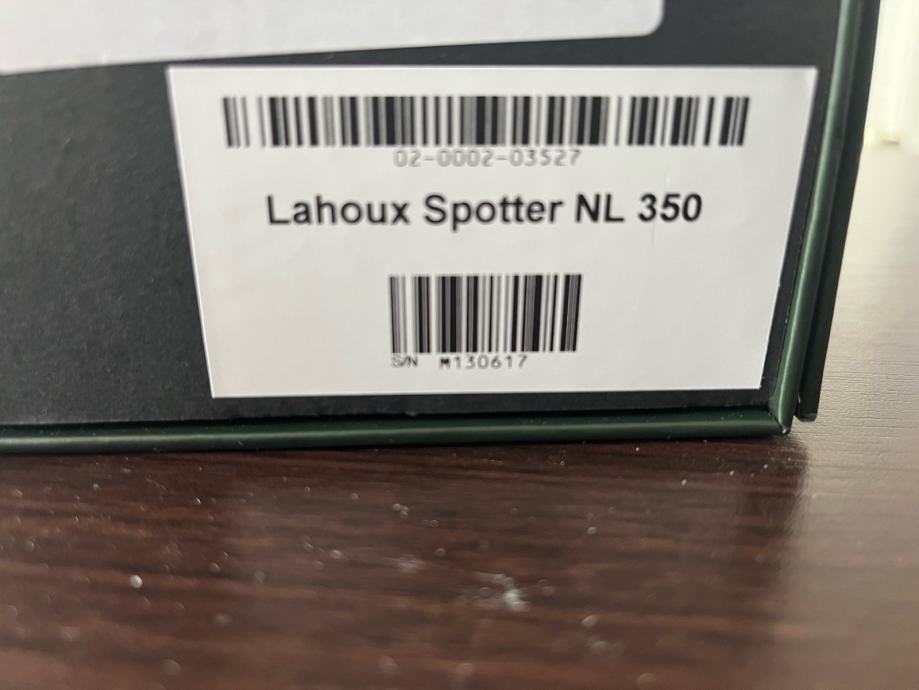 02-0002-03527
Lahoux Spotter NL 350
S/N M130617